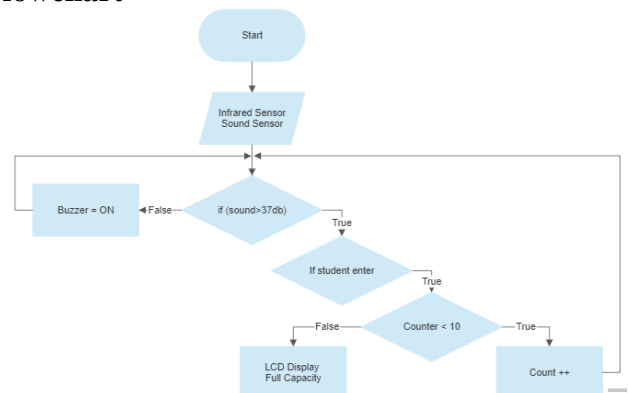 Start
Infrared Sensor
Sound Sensor
Buzzer = ON
False
if (sound>37db)
True
If student enter
True
False
Counter < 10
True
LCD Display
Full Capacity
Count ++